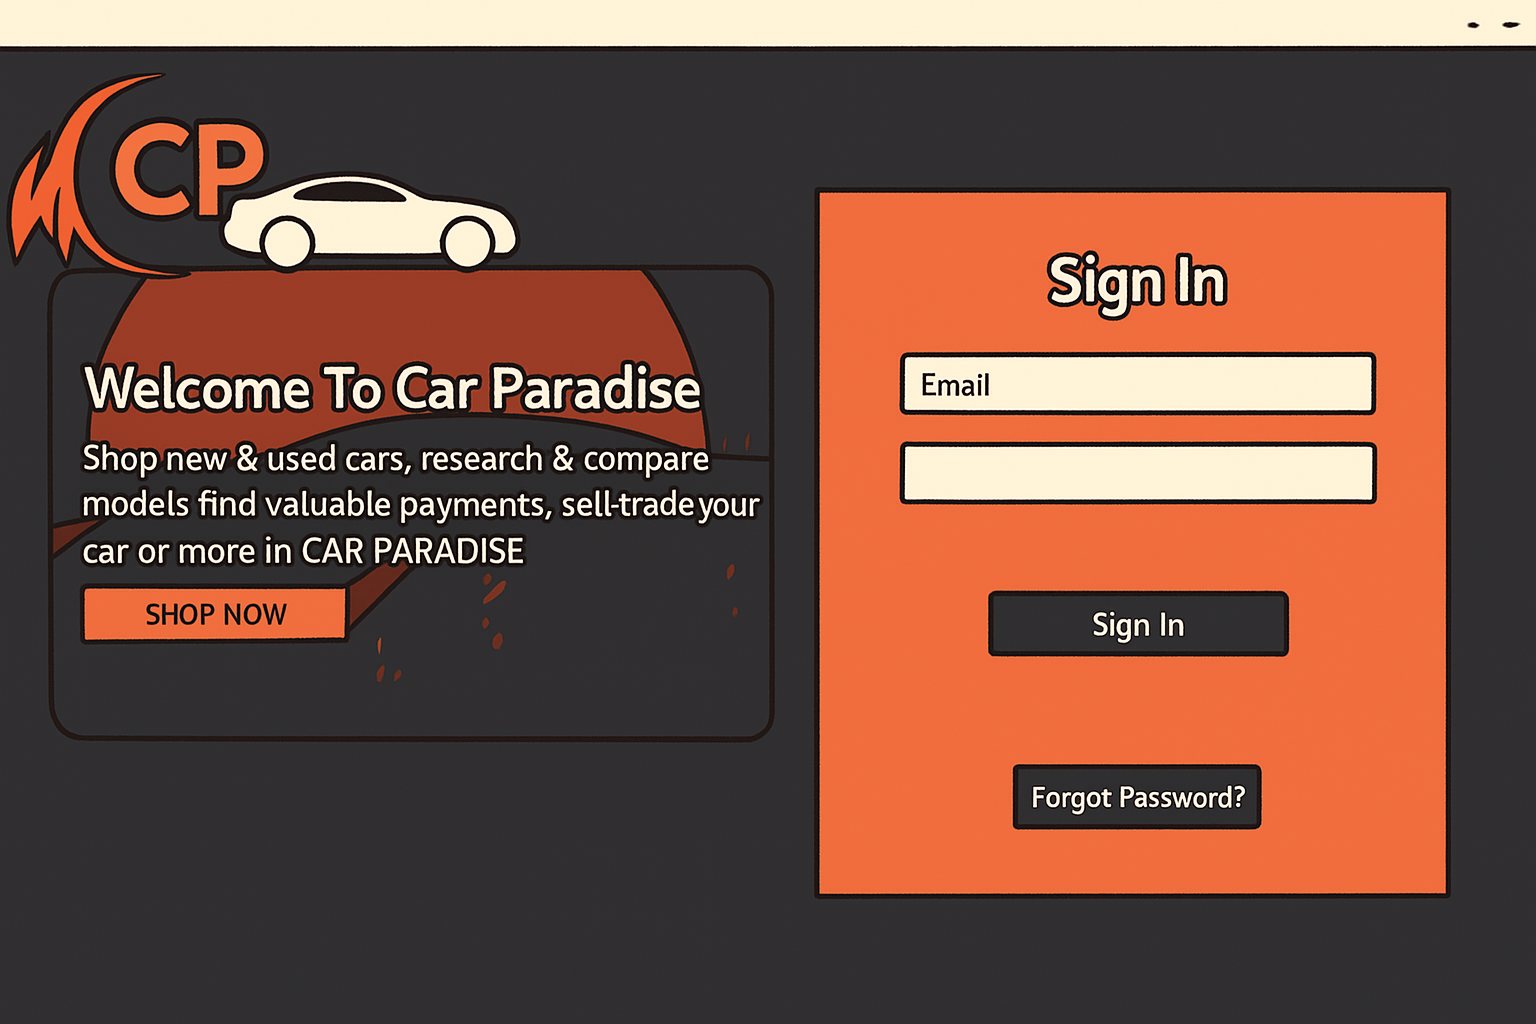 CP
Welcome To Car Paradise
Shop new & used cars, research & compare
models find valuable payments, sell-trade your
car or more in CAR PARADISE
SHOP NOW
Sign In
Email
Sign In
Forgot Password?